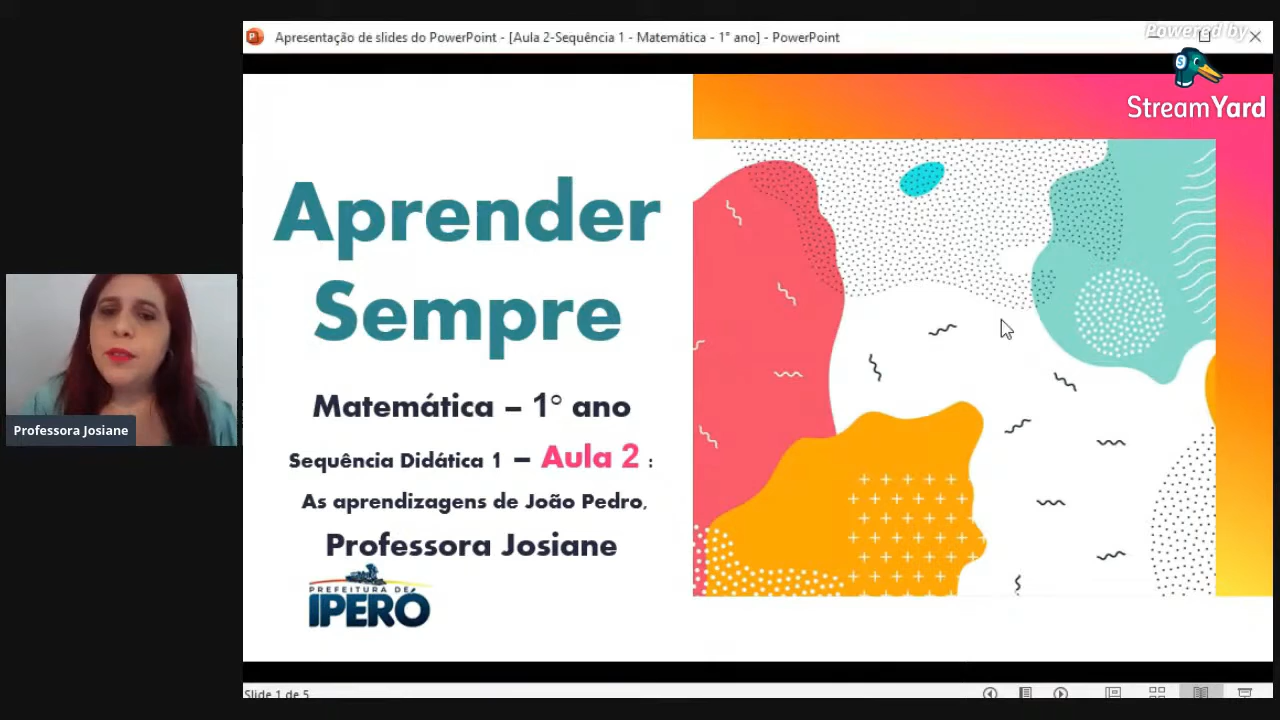 Apresentação de slides do PowerPoint - [Aula 2-Sequência 1 - Matemática - 1° ano] - PowerPoint
Powered by
StreamYard
Aprender
Sempre
Matemática – 1° ano
Sequência Didática 1 – Aula 2 :
As aprendizagens de João Pedro,
Professora Josiane
PREFEITURA DE
IPERÓ
Professora Josiane
Slide 1 de 5